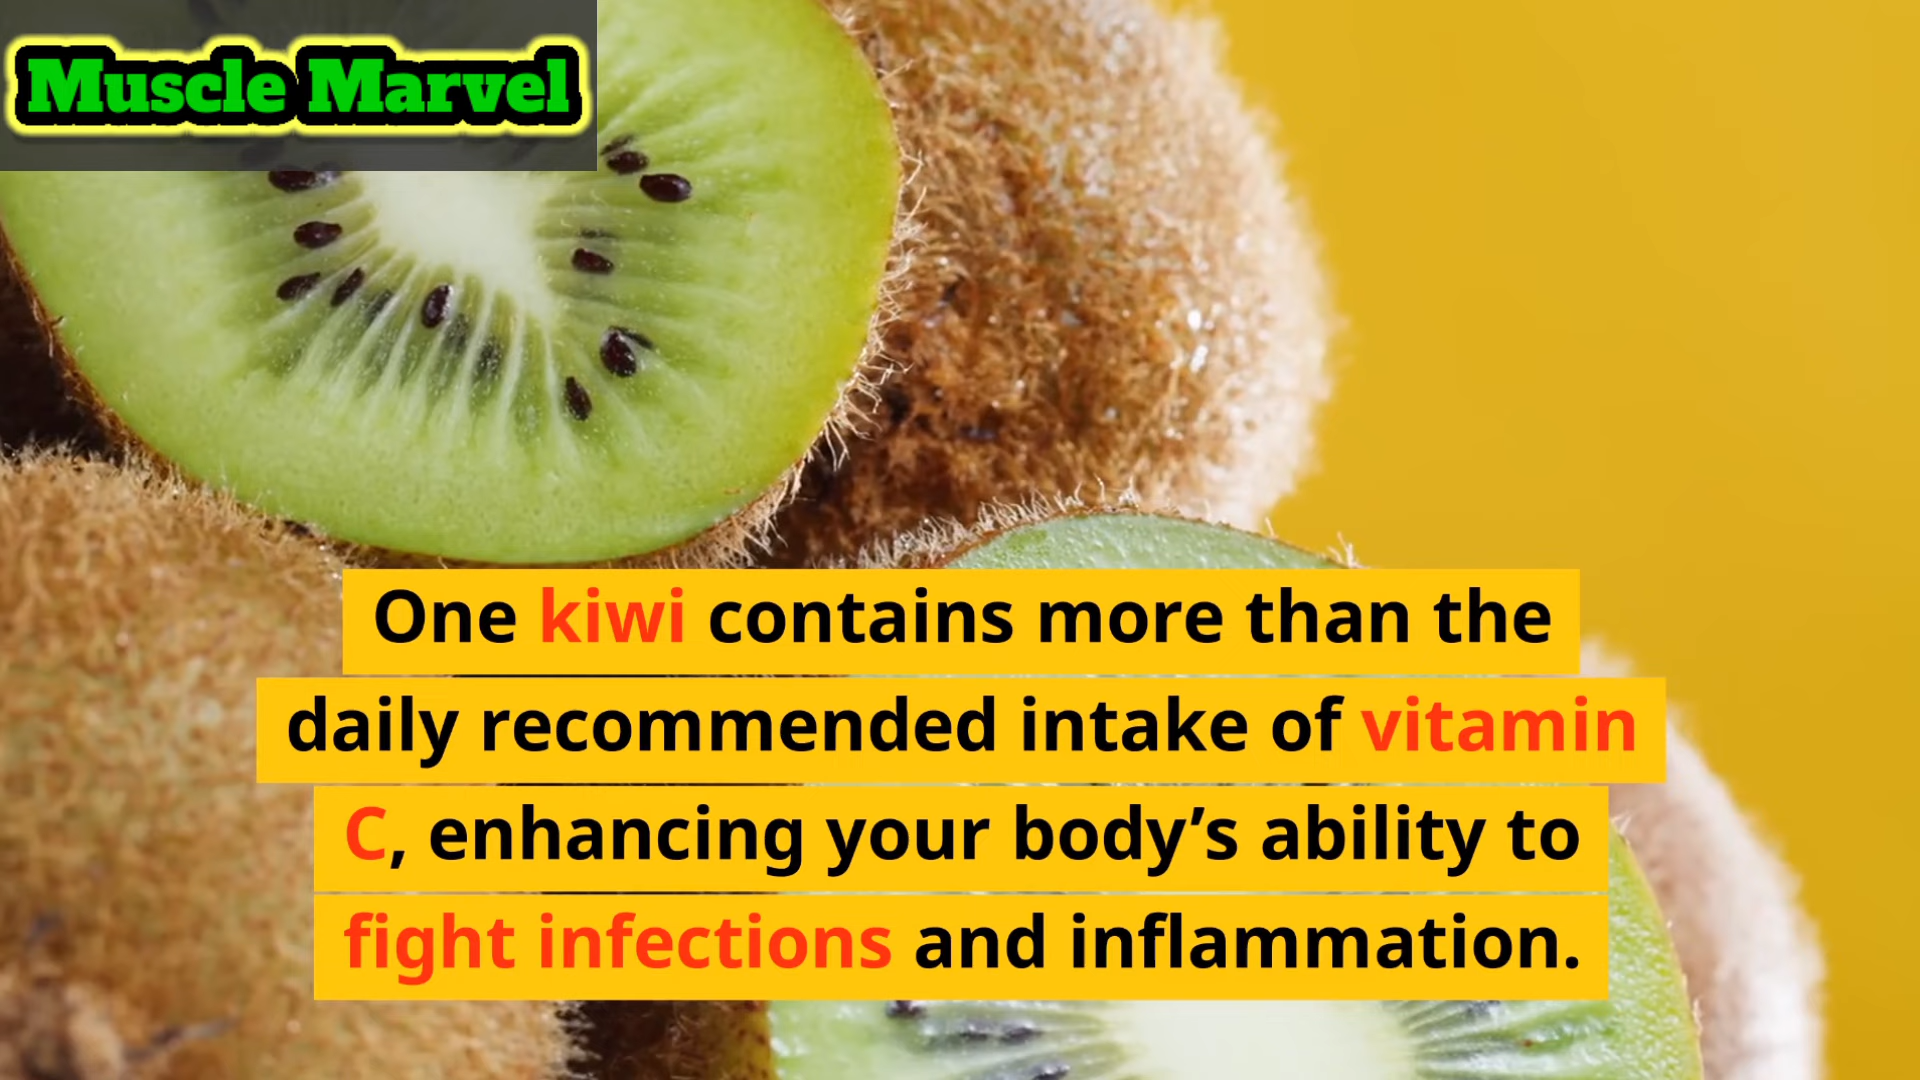 Muscle Marvel
One kiwi contains more than the
daily recommended intake of vitamin
C, enhancing your body’s ability to
fight infections and inflammation.